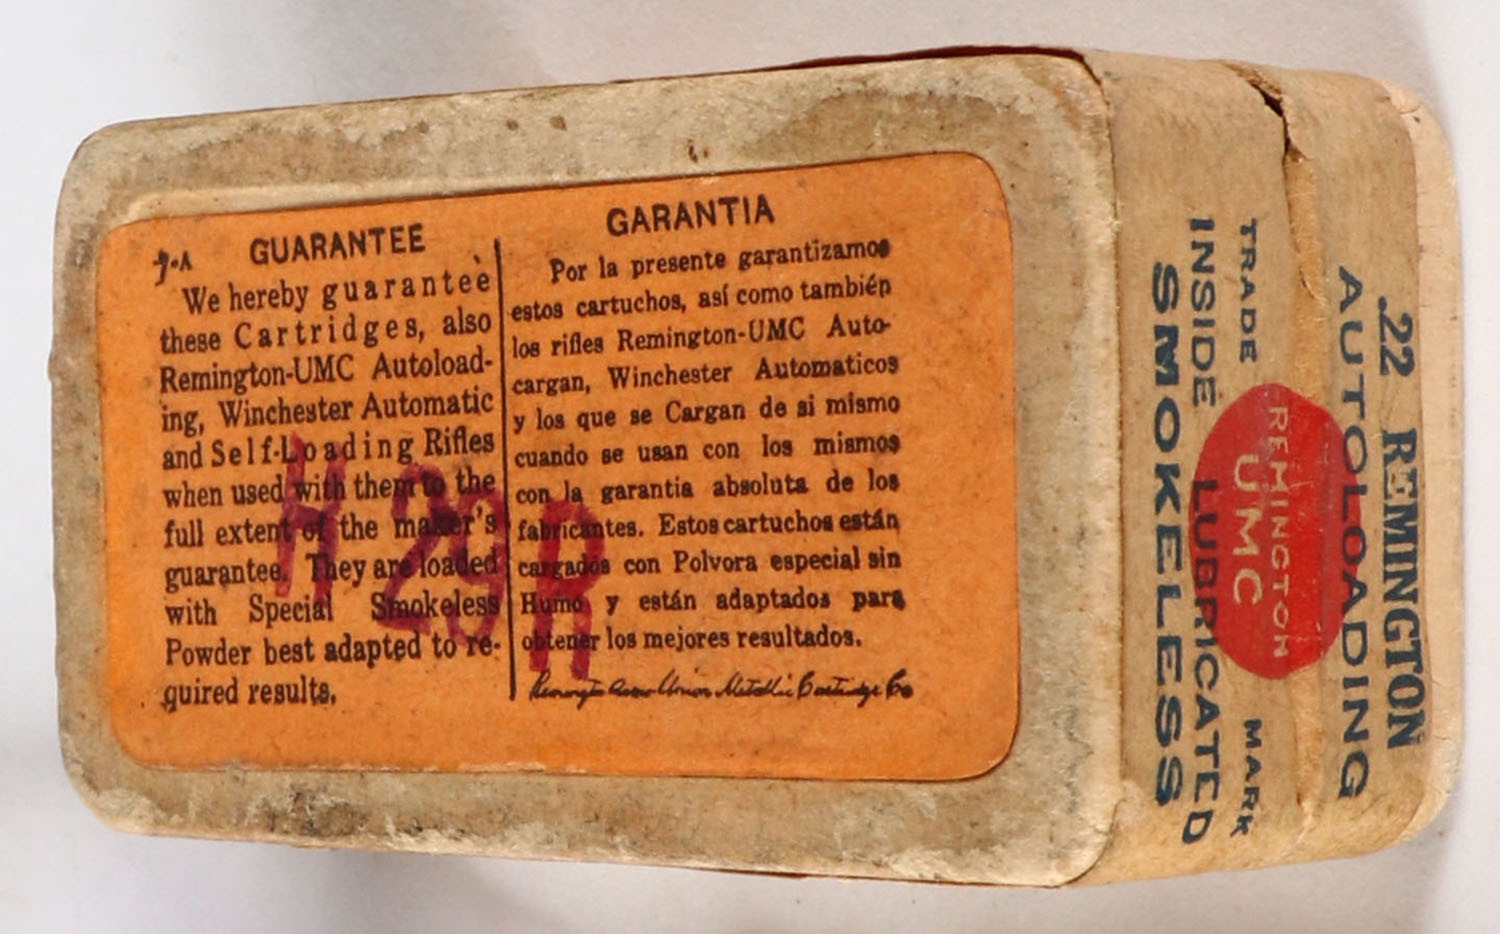 7-A
GUARANTEE
We hereby guarantee
these Cartridges, also
Remington-UMC Autoload-
ing, Winchester Automatic
and Self-Loading Rifles
when used with them to the
full extent of the maker's
guarantee. They are loaded
with Special Smokeless
Powder best adapted to re-
quired results.
GARANTIA
Por la presente garantizamos
estos cartuchos, así como también
los rifles Remington-UMC Auto-
cargan, Winchester Automaticos
y los que se Cargan de si mismo
cuando se usan con los mismos
con la garantia absoluta de los
fabricantes. Estos cartuchos están
cargados con Polvora especial sin
Humo y están adaptados para
obtener los mejores resultados.
Remington Arms-Union Metallic Cartridge Co
H 29 R
.22 REMINGTON
AUTOLOADING
REMINGTON
UMC
TRADE MARK
INSIDE LUBRICATED
SMOKELESS